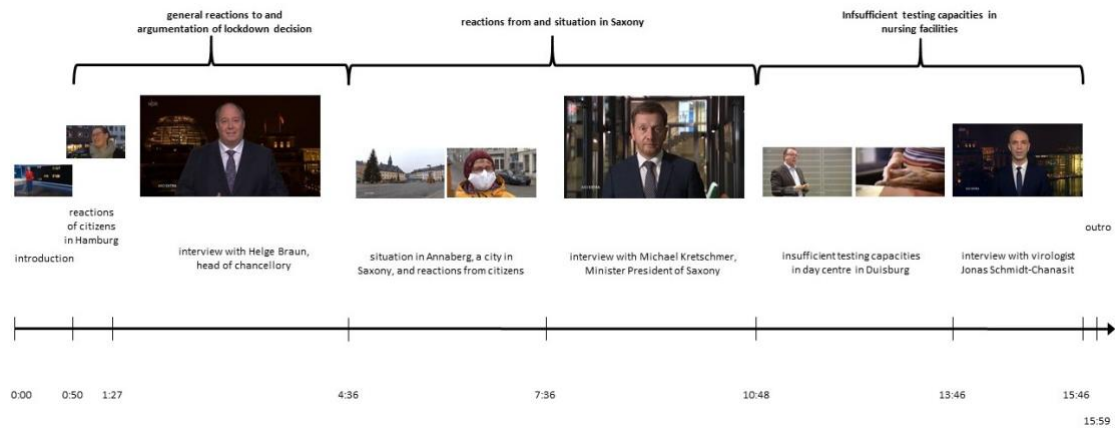 general reactions to and
argumentation of lockdown decision
reactions from and situation in Saxony
Infsufficient testing capacities in
nursing facilities
reactions
of citizens
in Hamburg
introduction
interview with Helge Braun,
head of chancellory
situation in Annaberg, a city in
Saxony, and reactions from citizens
interview with Michael Kretschmer,
Minister President of Saxony
insufficient testing capacities
in day centre in Duisburg
interview with virologist
Jonas Schmidt-Chanasit
outro
0:00
0:50
1:27
4:36
7:36
10:48
13:46
15:46
15:59